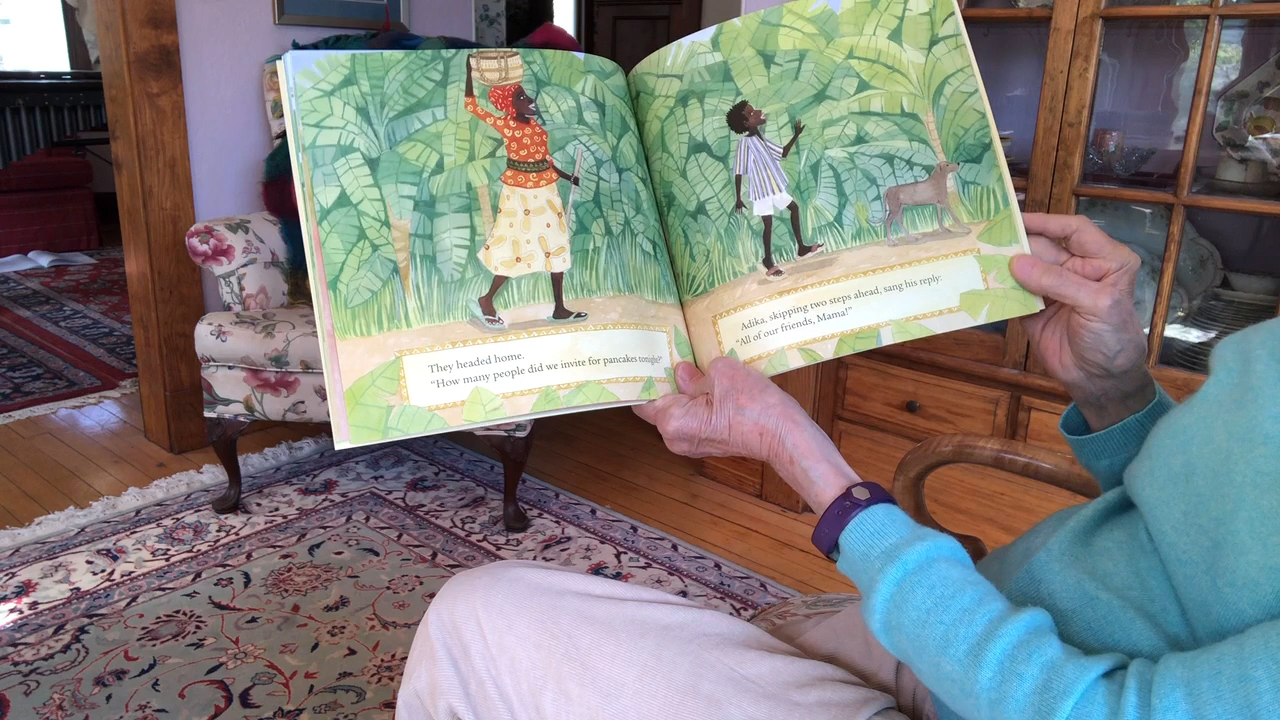 They headed home.
"How many people did we invite for pancakes tonight?"
Adika, skipping two steps ahead, sang his reply:
"All of our friends, Mama!"